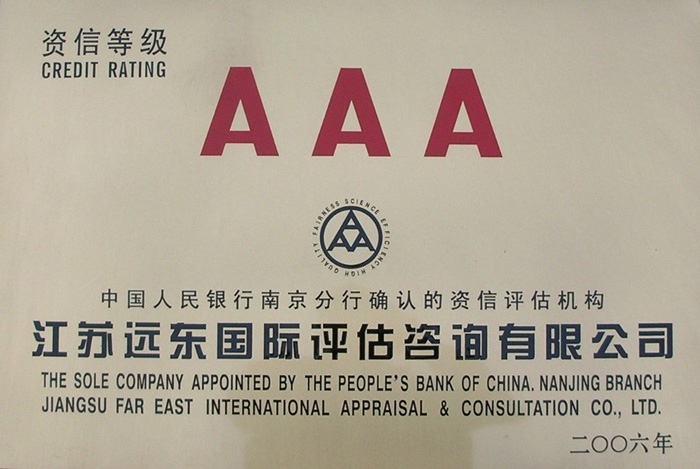 资信等级
CREDIT RATING
AAA
FAIRNESS SCIENCE EFFICIENCY HIGH QUALITY
AAA
中国人民银行南京分行确认的资信评估机构
江苏远东国际评估咨询有限公司
THE SOLE COMPANY APPOINTED BY THE PEOPLE'S BANK OF CHINA. NANJING BRANCH
JIANGSU FAR EAST INTERNATIONAL APPRAISAL & CONSULTATION CO., LTD.
二〇〇六年